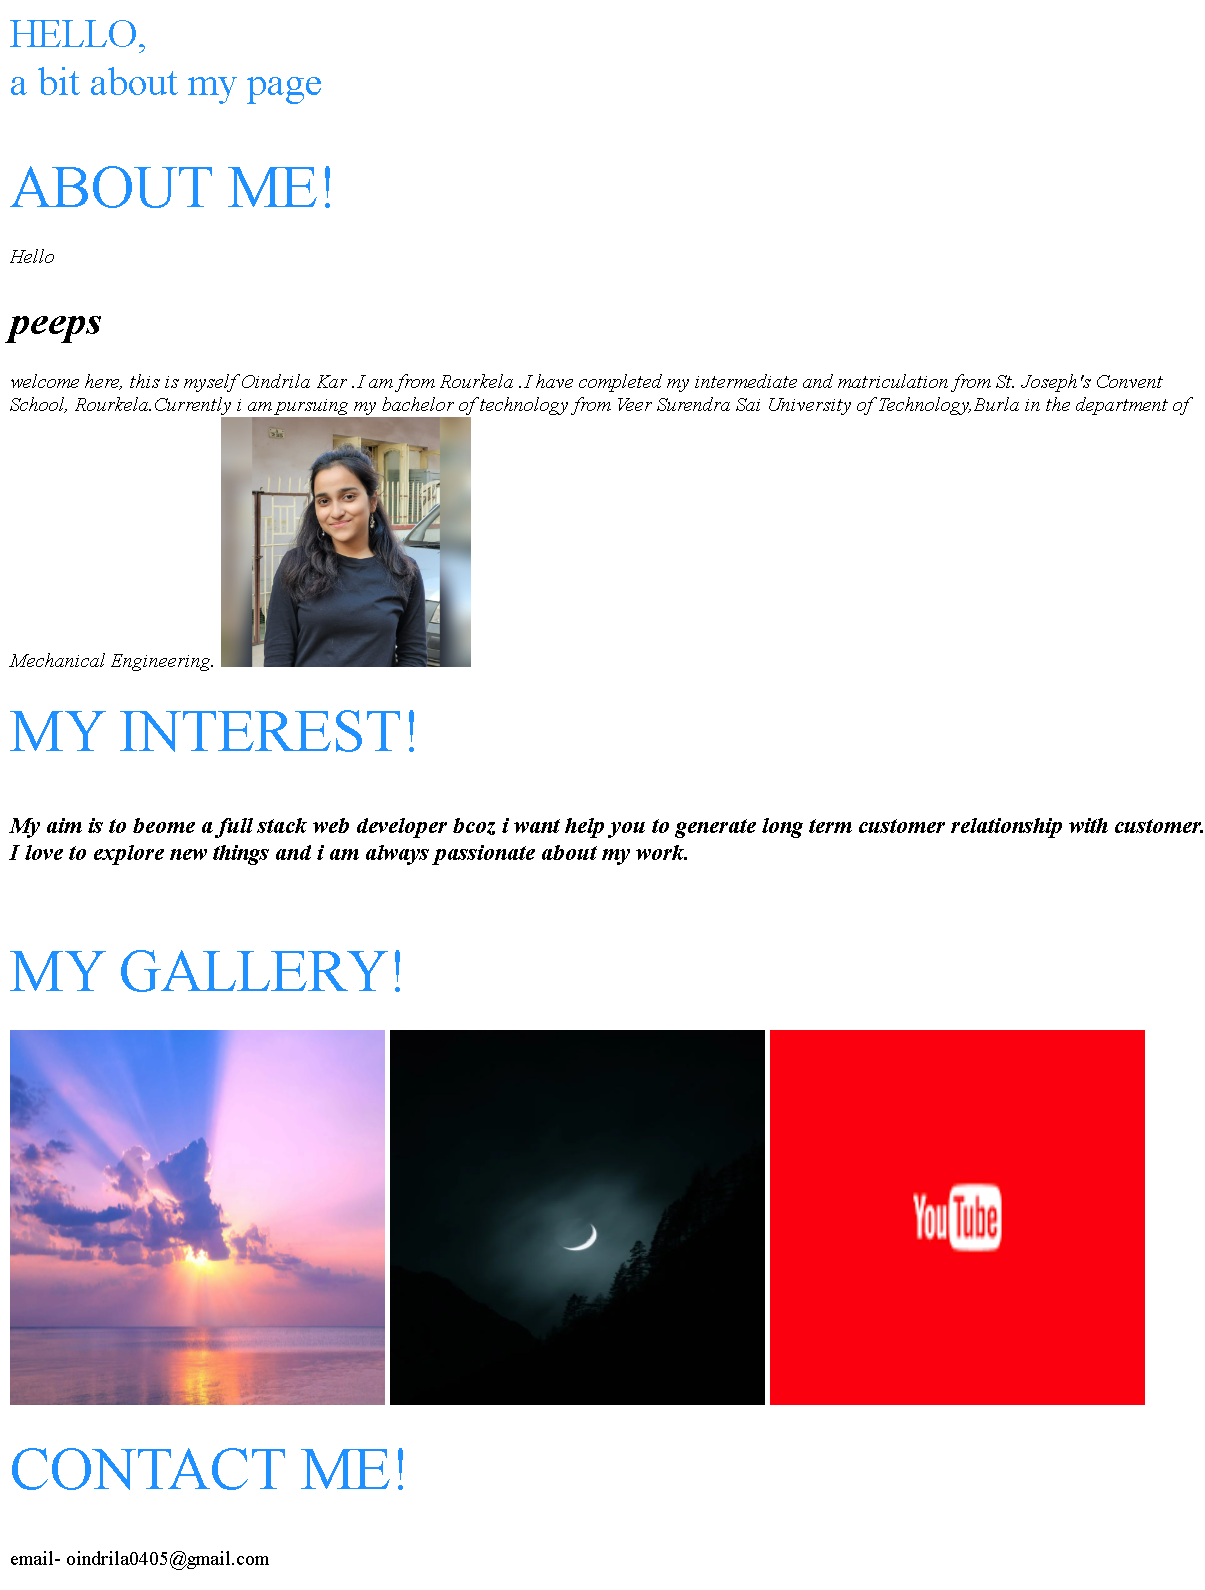 HELLO,
a bit about my page
ABOUT ME!
Hello
peeps
welcome here, this is myself Oindrila Kar .I am from Rourkela .I have completed my intermediate and matriculation from St. Joseph's Convent
School, Rourkela.Currently i am pursuing my bachelor of technology from Veer Surendra Sai University of Technology,Burla in the department of
Mechanical Engineering.
MY INTEREST!
My aim is to beome a full stack web developer bcoz i want help you to generate long term customer relationship with customer.
I love to explore new things and i am always passionate about my work.
MY GALLERY!
YouTube
CONTACT ME!
email- oindrila0405@gmail.com